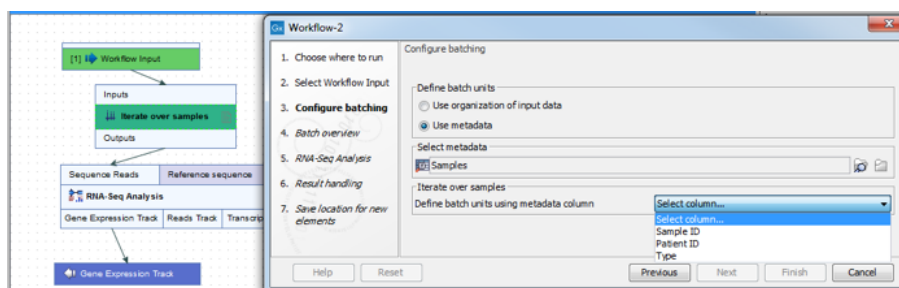 [1] Workflow Input
Inputs
Iterate over samples
Outputs
Sequence Reads Reference sequence
RNA-Seq Analysis
Gene Expression Track Reads Track Transcrip
Gene Expression Track
Gx Workflow-2
1. Choose where to run
2. Select Workflow Input
3. Configure batching
4. Batch overview
5. RNA-Seq Analysis
6. Result handling
7. Save location for new
elements
Configure batching
Define batch units
Use organization of input data
Use metadata
Select metadata
Samples
Iterate over samples
Define batch units using metadata column Select column...
Select column...
Sample ID
Patient ID
Type
Help Reset Previous Next Finish Cancel